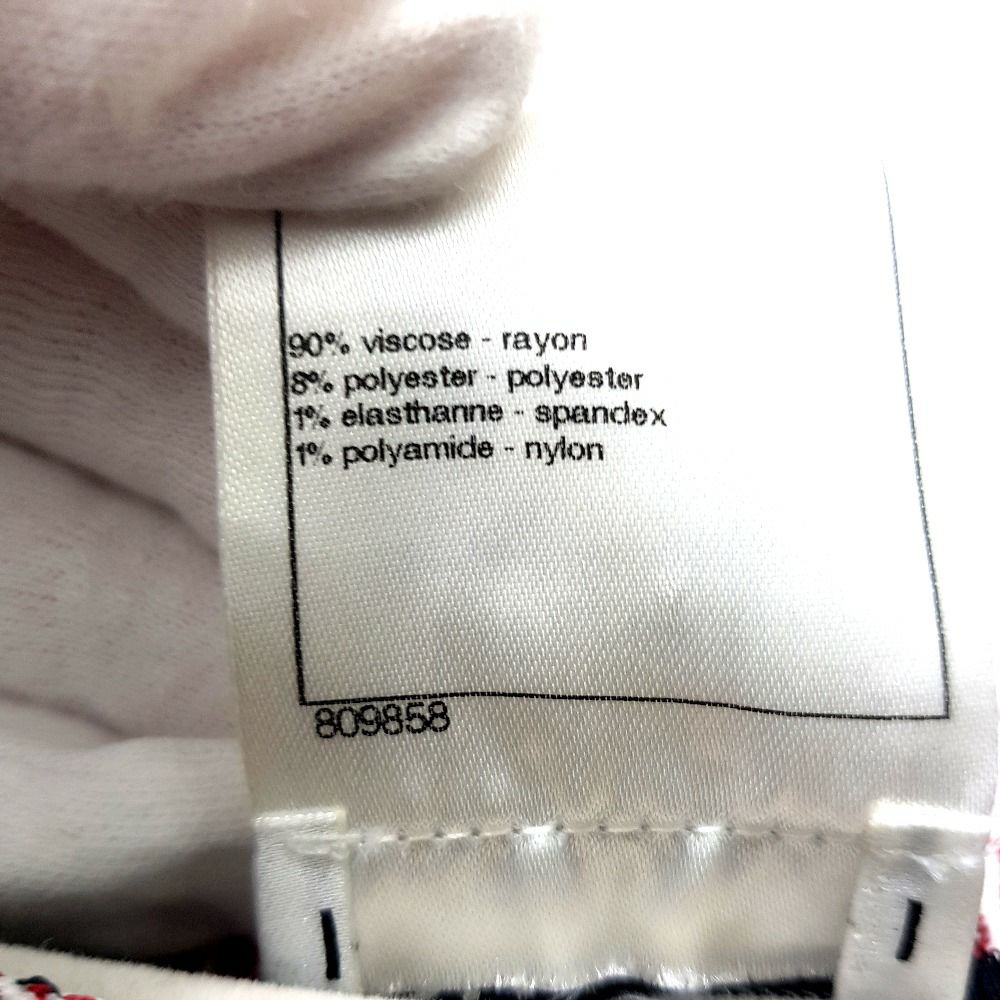 90% viscose - rayon
8% polyester - polyester
1% elasthanne - spandex
1% polyamide - nylon
809858